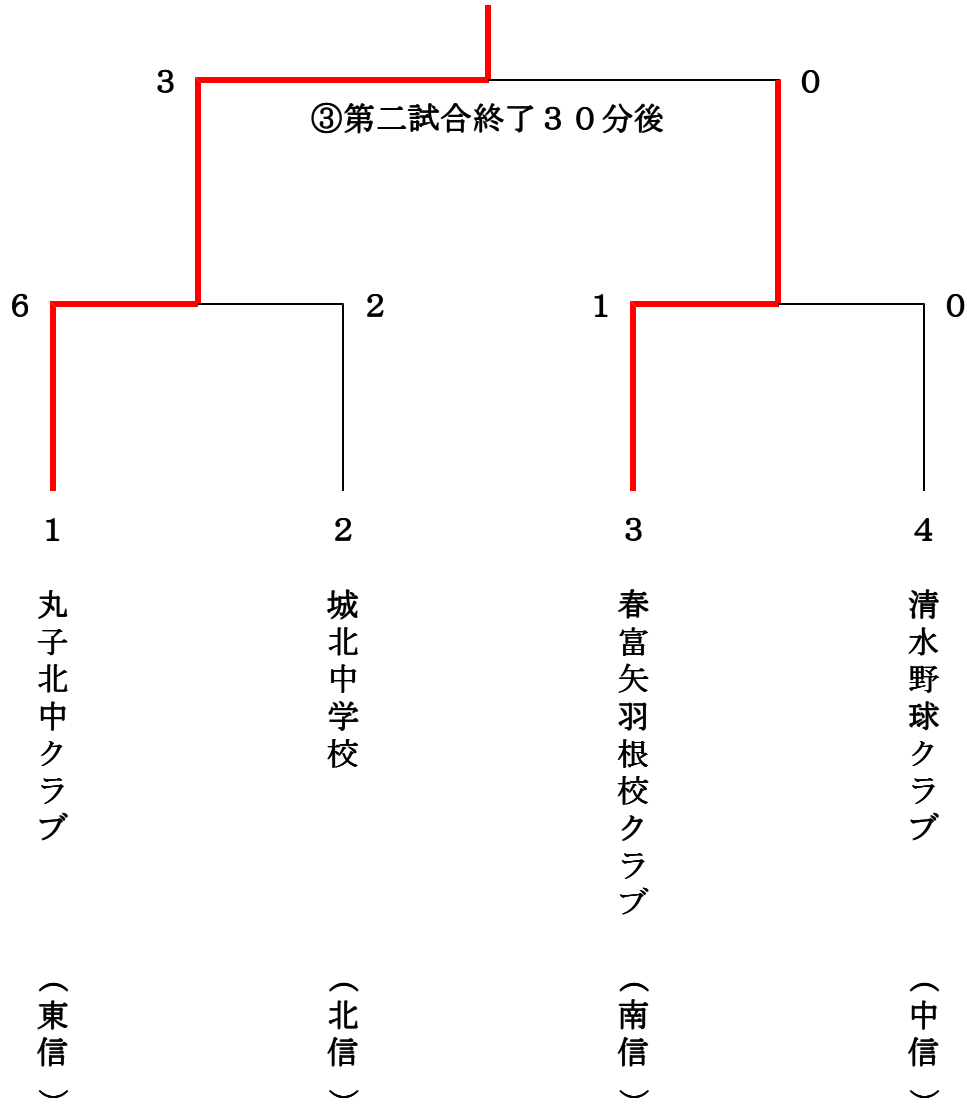 3
0
③第二試合終了30分後
6
2
1
0
1
2
3
4
丸子北中クラブ
(東信)
城北中学校
(北信)
春富矢羽根校クラブ
(南信)
清水野球クラブ
(中信)